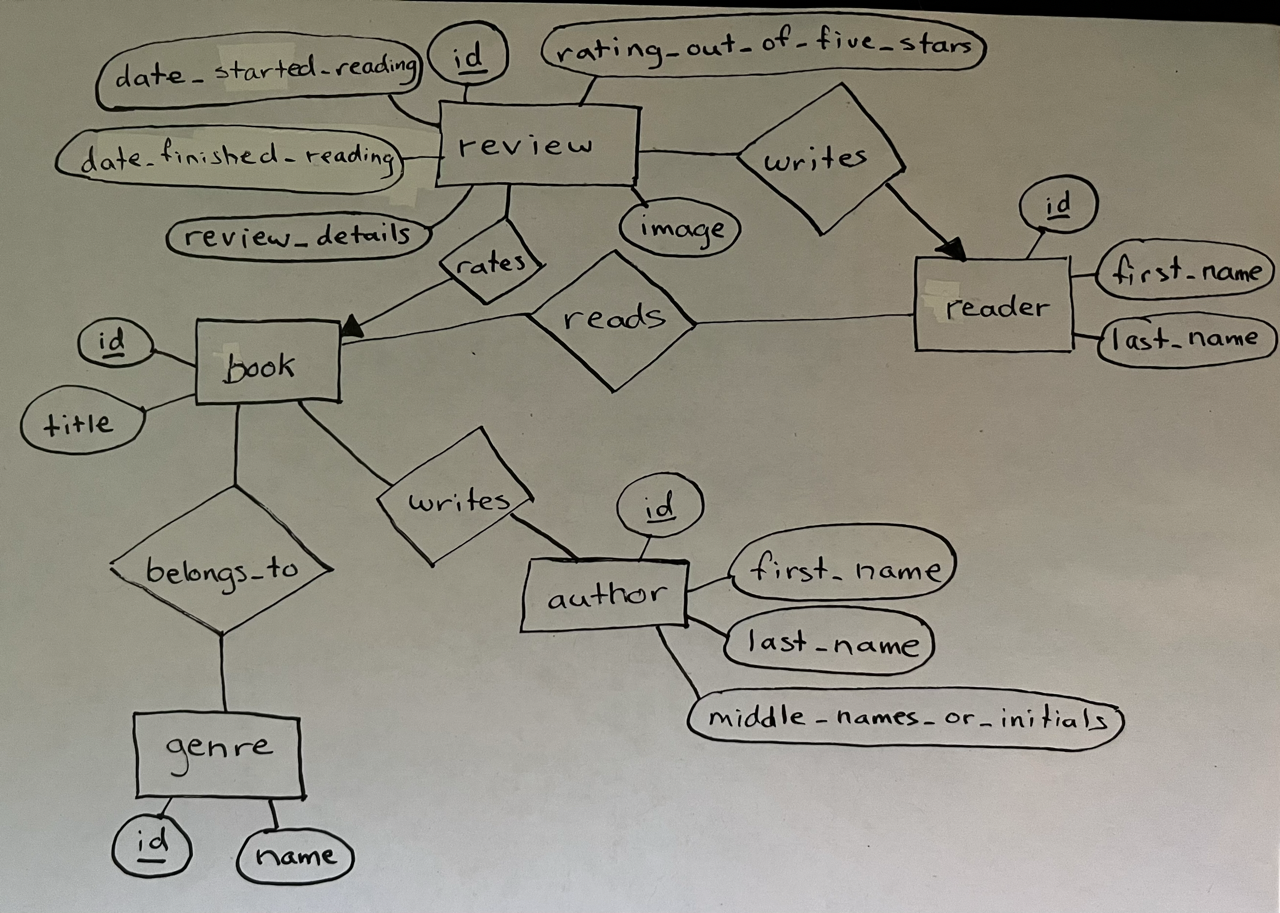 id
rating_out_of_five_stars
date_started_reading
review
date_finished_reading
writes
review_details
image
id
rates
first_name
reads
reader
last_name
id
book
title
writes
id
belongs_to
first_name
author
last_name
middle_names_or_initials
genre
id
name